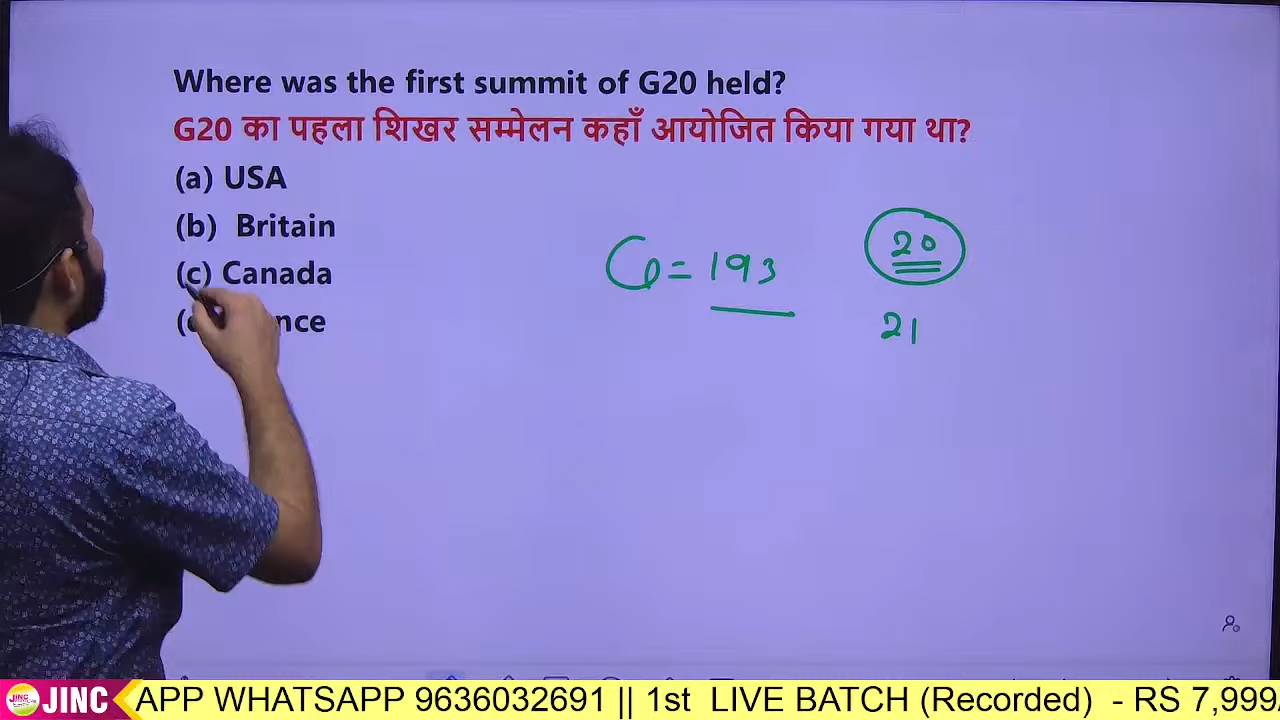 Where was the first summit of G20 held?
G20 का पहला शिखर सम्मेलन कहाँ आयोजित किया गया था?
(a) USA
(b) Britain
(c) Canada
nce
= 193
20
21
JINC APP WHATSAPP 9636032691 || 1st LIVE BATCH (Recorded) - RS 7,999